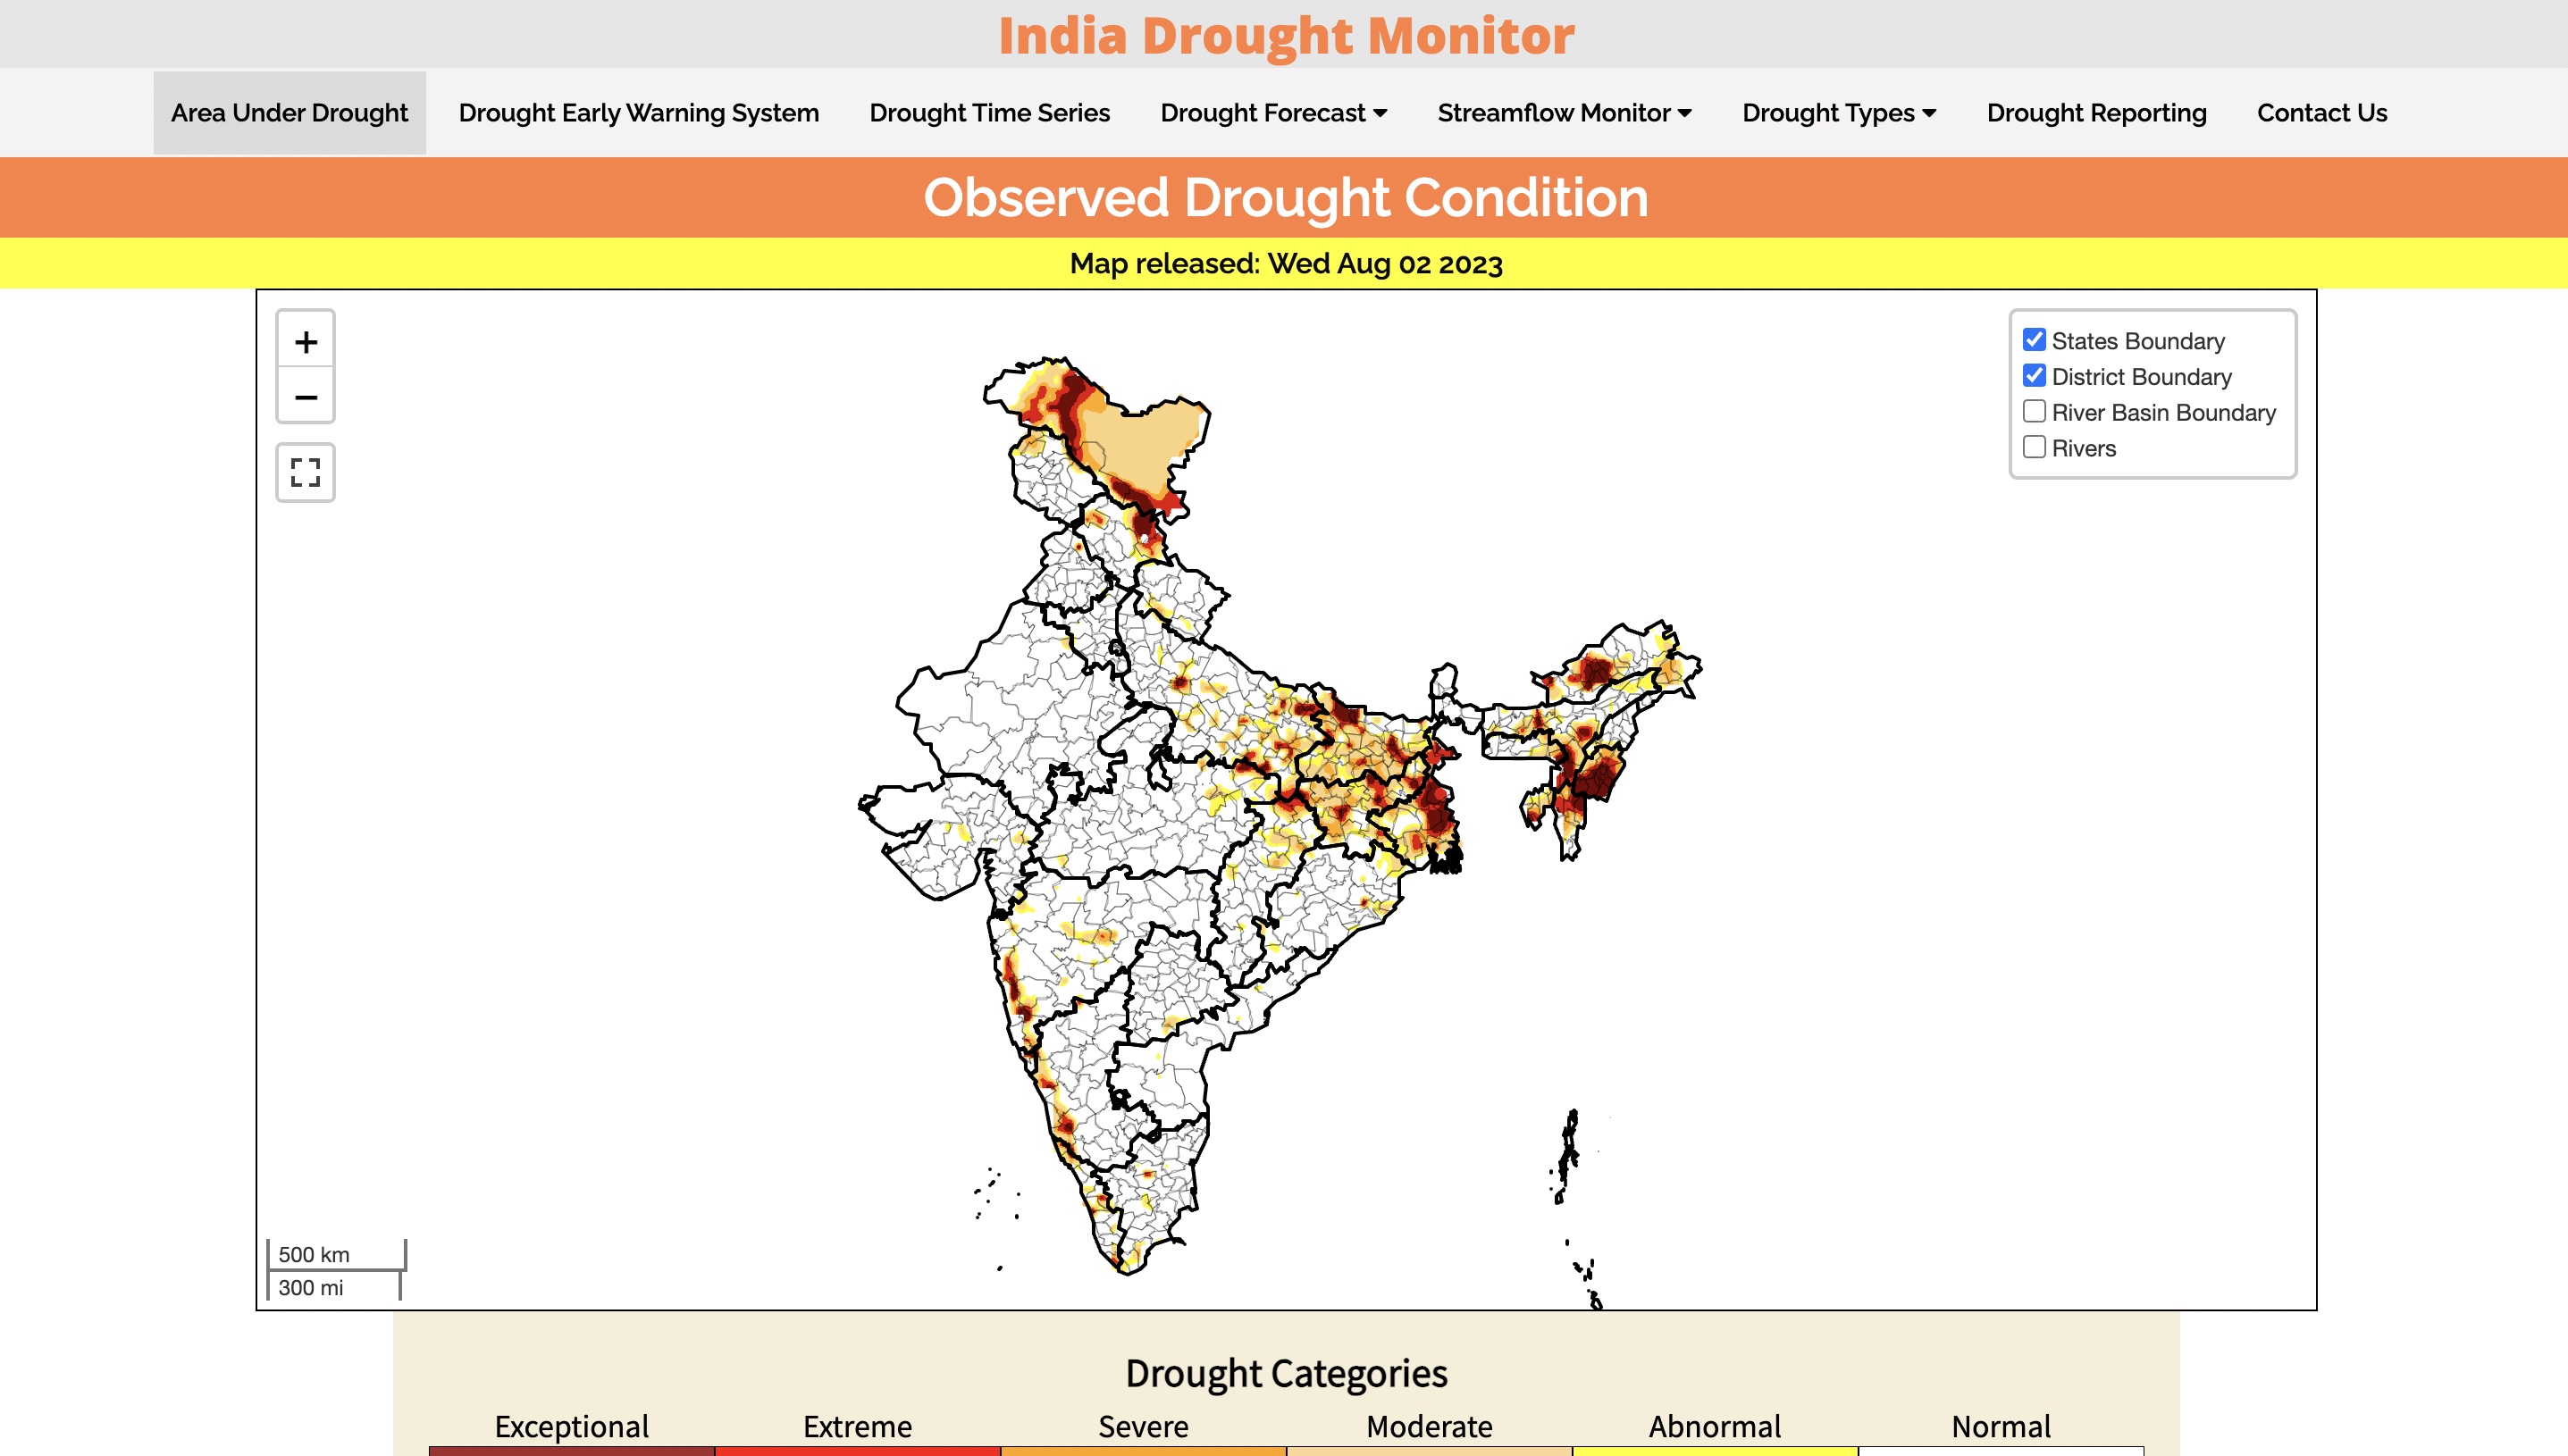 India Drought Monitor
Area Under Drought Drought Early Warning System Drought Time Series Drought Forecast Streamflow Monitor Drought Types Drought Reporting Contact Us
Observed Drought Condition
Map released: Wed Aug 02 2023
+
−
States Boundary
District Boundary
River Basin Boundary
Rivers
500 km
300 mi
Drought Categories
Exceptional Extreme Severe Moderate Abnormal Normal